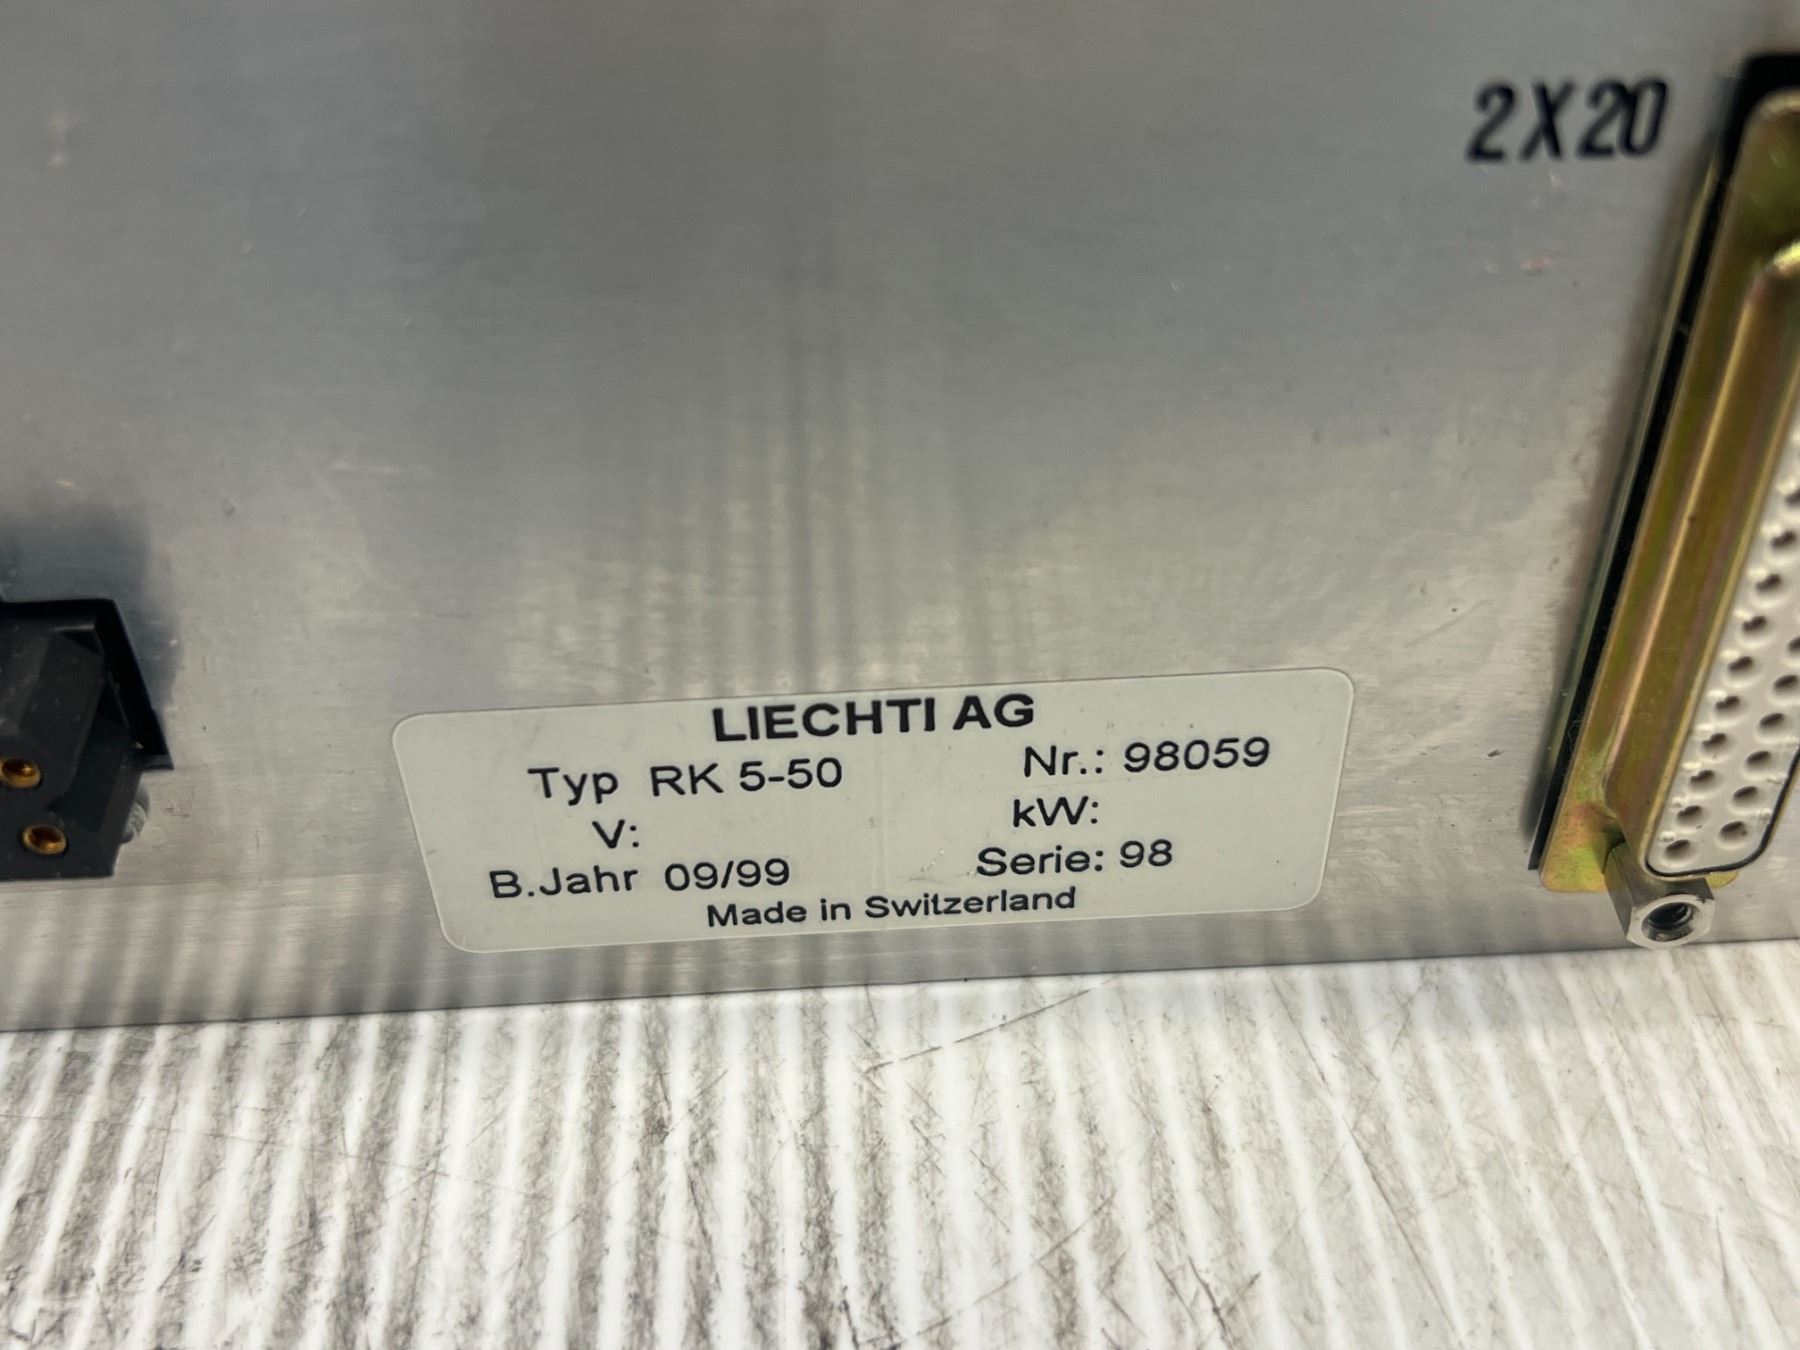 2X20
LIECHTI AG
Typ RK 5-50 Nr.: 98059
V: kW:
B.Jahr 09/99 Serie: 98
Made in Switzerland